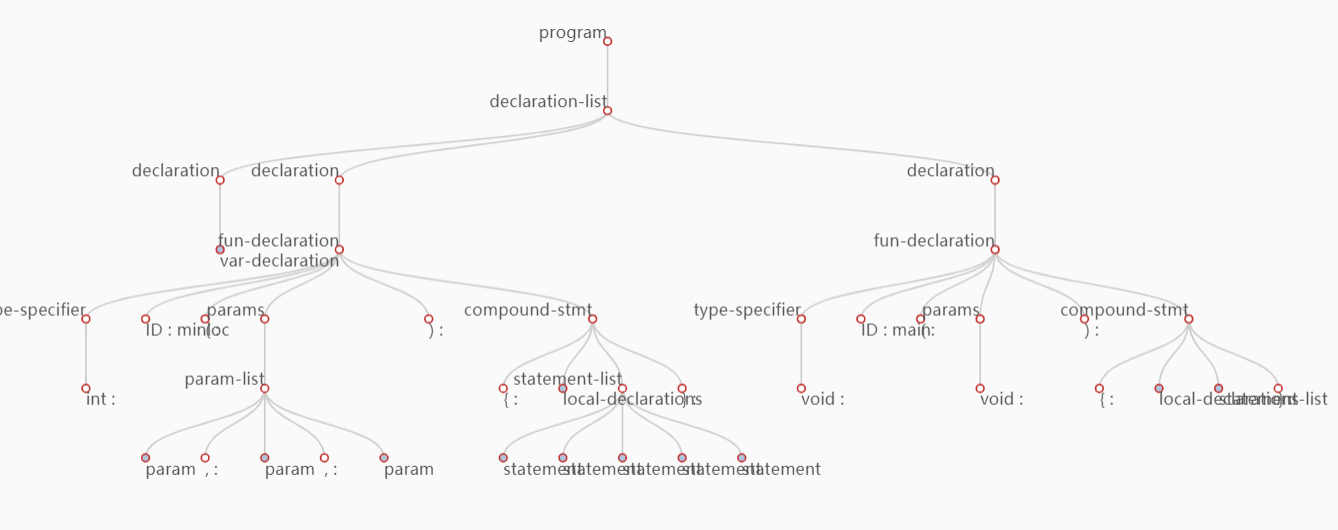 program
declaration-list
declaration declaration declaration
fun-declaration fun-declaration
var-declaration
pe-specifier params compound-stmt type-specifier params compound-stmt
ID : minloc ( : ) : ID : main ( : ) :
param-list statement-list
int : { : local-declarations } : void : void : { : local-declarations statement-list } :
param , : param , : param statement statement statement statement statement